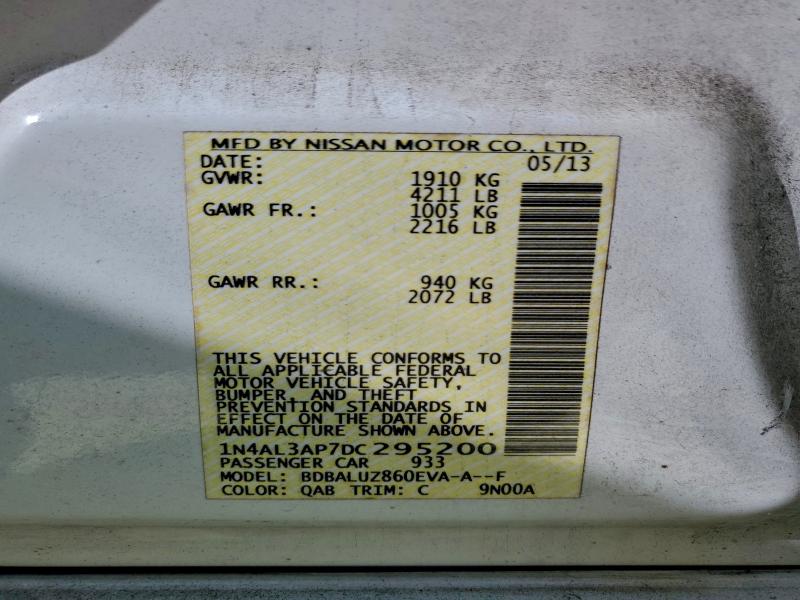 MFD BY NISSAN MOTOR CO., LTD.
DATE: 05/13
GVWR: 1910 KG
4211 LB
GAWR FR.: 1005 KG
2216 LB
GAWR RR.: 940 KG
2072 LB
THIS VEHICLE CONFORMS TO
ALL APPLICABLE FEDERAL
MOTOR VEHICLE SAFETY,
BUMPER, AND THEFT
PREVENTION STANDARDS IN
EFFECT ON THE DATE OF
MANUFACTURE SHOWN ABOVE.
1N4AL3AP7DC295200
PASSENGER CAR 933
MODEL: BDBALUZ860EVA-A--F
COLOR: QAB TRIM: C 9N00A